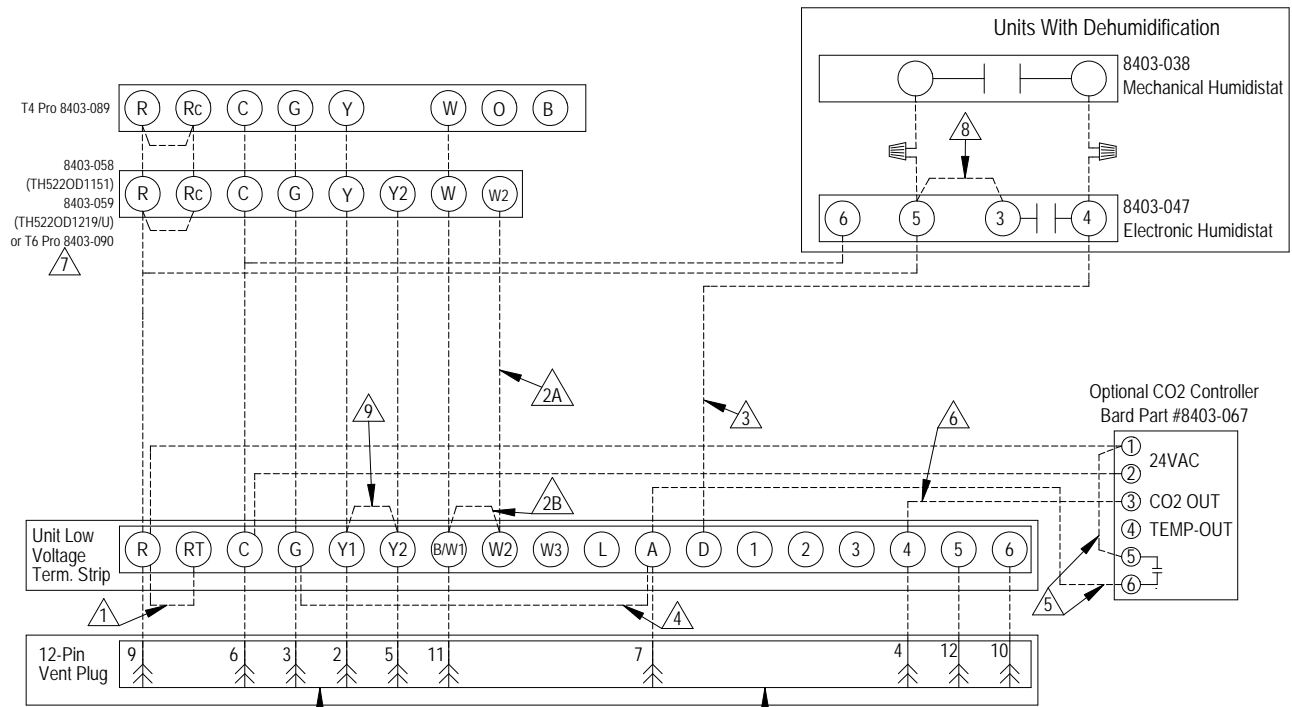 Units With Dehumidification
8403-038
Mechanical Humidistat
T4 Pro 8403-089
R Rc C G Y W O B
8
8403-058
(TH522OD1151)
8403-059
(TH522OD1219/U)
or T6 Pro 8403-090
7
R Rc C G Y Y2 W W2
6 5 3 4
8403-047
Electronic Humidistat
2A
9
3
6
Optional CO2 Controller
Bard Part #8403-067
1
2
24VAC
3 CO2 OUT
4 TEMP-OUT
5
6
2B
5
Unit Low
Voltage
Term. Strip
R RT C G Y1 Y2 B/W1 W2 W3 L A D 1 2 3 4 5 6
1
4
12-Pin
Vent Plug
9 6 3 2 5 11 7 4 12 10